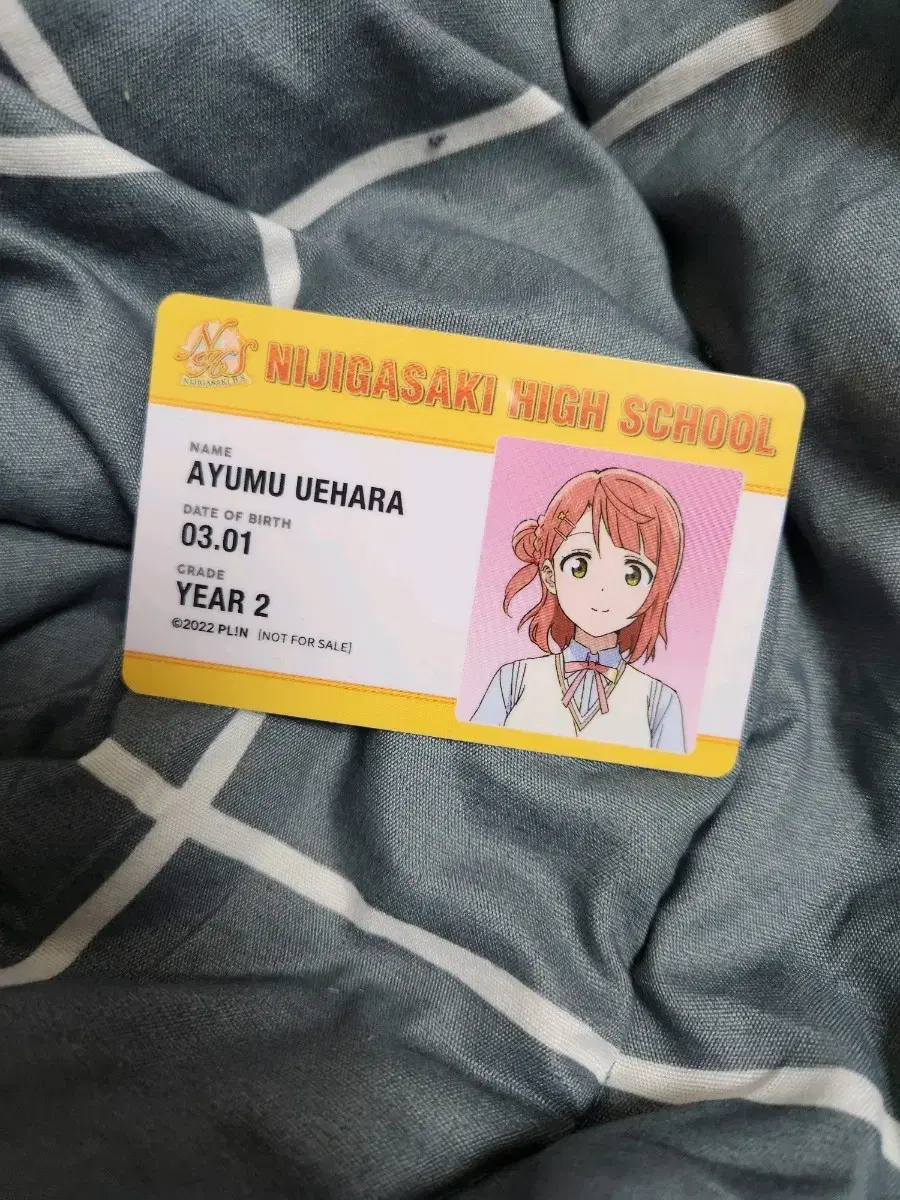 NIJIGASAKI HIGH SCHOOL
NIJIGASAKI H.S.
NAME
AYUMU UEHARA
DATE OF BIRTH
03.01
GRADE
YEAR 2
©2022 PL!N [NOT FOR SALE]